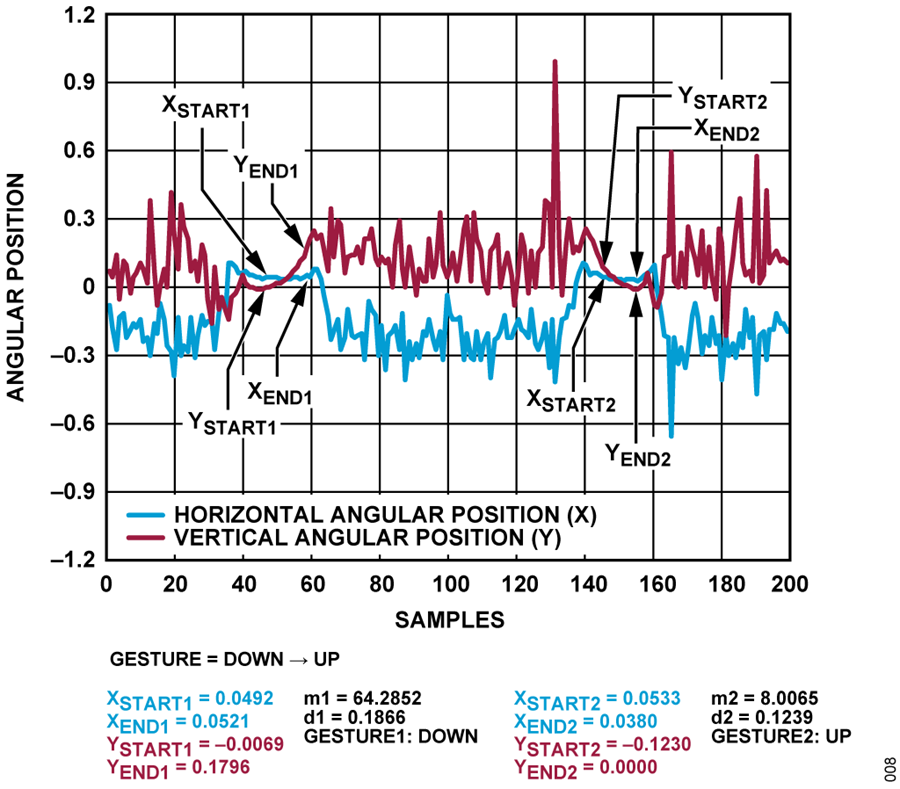 1.2
0.9
0.6
0.3
0
–0.3
–0.6
–0.9
–1.2
ANGULAR POSITION
XSTART1
YEND1
YSTART2
XEND2
XEND1
YSTART1
XSTART2
YEND2
HORIZONTAL ANGULAR POSITION (X)
VERTICAL ANGULAR POSITION (Y)
0 20 40 60 80 100 120 140 160 180 200
SAMPLES
GESTURE = DOWN → UP
XSTART1 = 0.0492
XEND1 = 0.0521
YSTART1 = –0.0069
YEND1 = 0.1796
m1 = 64.2852
d1 = 0.1866
GESTURE1: DOWN
XSTART2 = 0.0533
XEND2 = 0.0380
YSTART2 = –0.1230
YEND2 = 0.0000
m2 = 8.0065
d2 = 0.1239
GESTURE2: UP
008